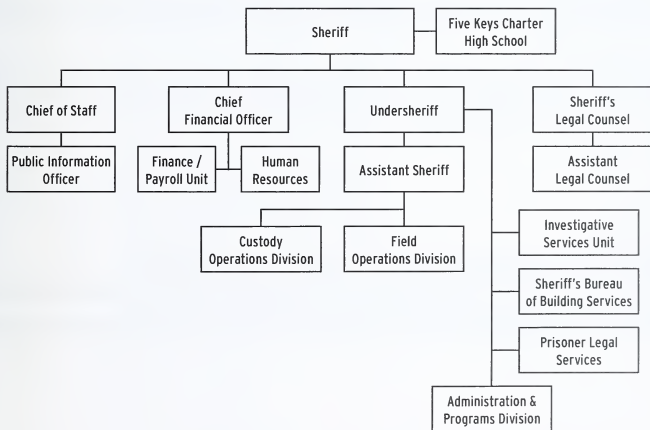 Sheriff
Five Keys Charter
High School
Chief of Staff
Chief
Financial Officer
Undersheriff
Sheriff's
Legal Counsel
Public Information
Officer
Finance /
Payroll Unit
Human
Resources
Assistant Sheriff
Assistant
Legal Counsel
Custody
Operations Division
Field
Operations Division
Investigative
Services Unit
Sheriff's Bureau
of Building Services
Prisoner Legal
Services
Administration &
Programs Division